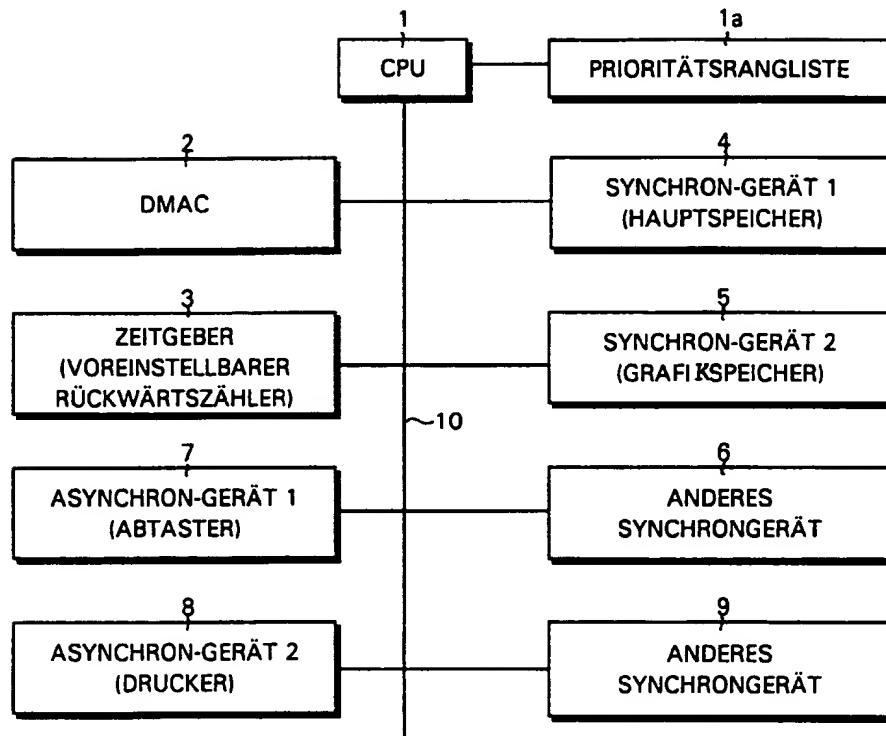 1
CPU
1a
PRIORITÄTSRANGLISTE
2
DMAC
4
SYNCHRON-GERÄT 1
(HAUPTSPEICHER)
3
ZEITGEBER
(VOREINSTELLBARER
RÜCKWÄRTSZÄHLER)
5
SYNCHRON-GERÄT 2
(GRAFIKSPEICHER)
10
7
ASYNCHRON-GERÄT 1
(ABTASTER)
6
ANDERES
SYNCHRONGERÄT
8
ASYNCHRON-GERÄT 2
(DRUCKER)
9
ANDERES
SYNCHRONGERÄT